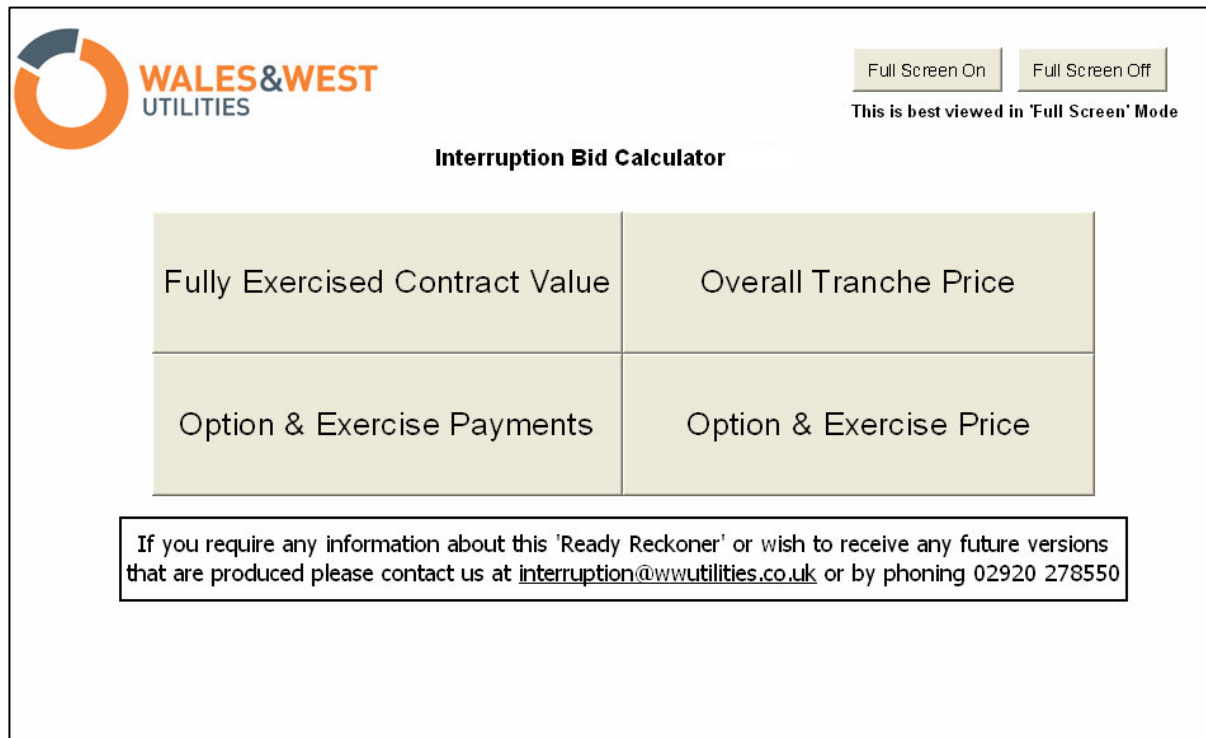 WALES&WEST
UTILITIES
Full Screen On
Full Screen Off
This is best viewed in 'Full Screen' Mode
Interruption Bid Calculator
Fully Exercised Contract Value
Overall Tranche Price
Option & Exercise Payments
Option & Exercise Price
If you require any information about this 'Ready Reckoner' or wish to receive any future versions
that are produced please contact us at interruption@wwutilities.co.uk or by phoning 02920 278550